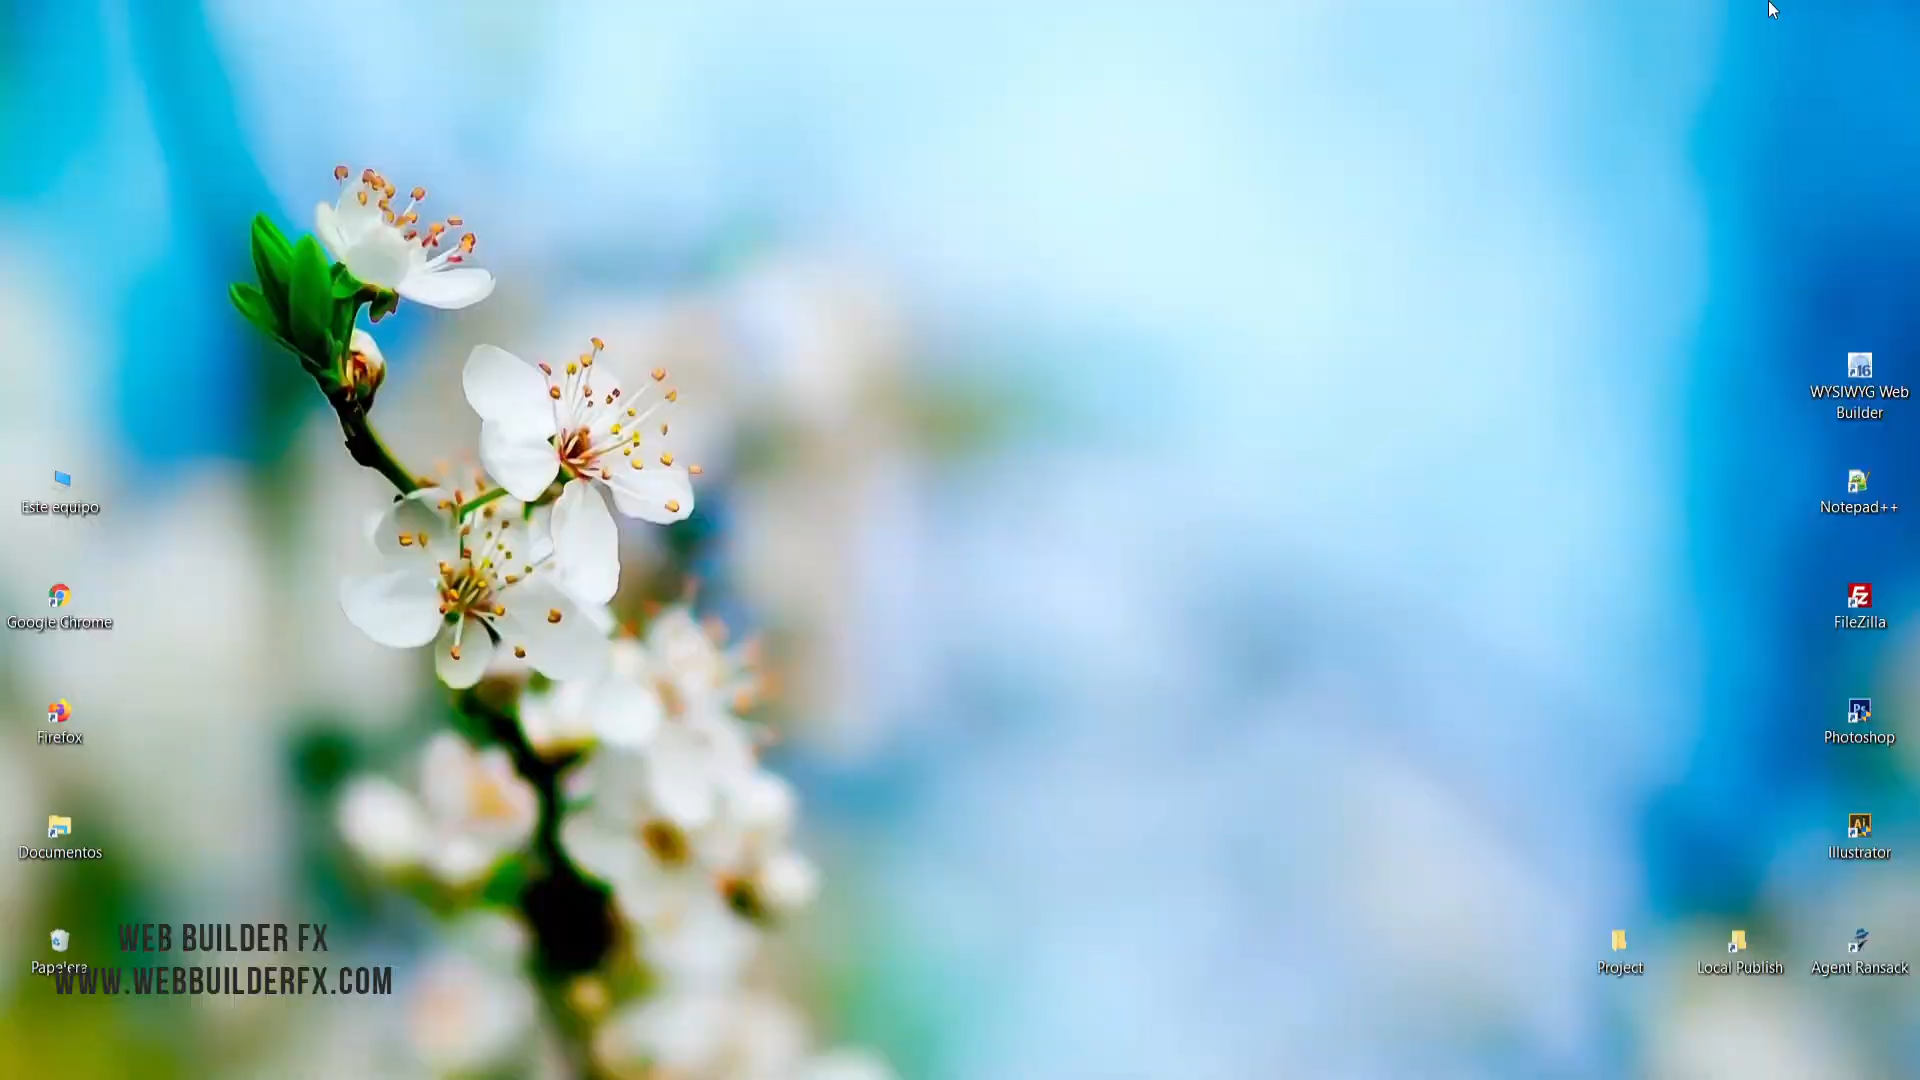 WYSIWYG Web
Builder
Este equipo
Notepad++
Google Chrome
FileZilla
Firefox
Photoshop
Documentos
Illustrator
WEB BUILDER FX
Papelera
WWW.WEBBUILDERFX.COM
Project
Local Publish
Agent Ransack